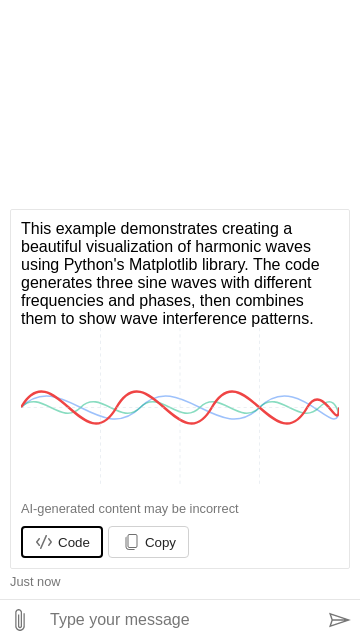 This example demonstrates creating a
beautiful visualization of harmonic waves
using Python's Matplotlib library. The code
generates three sine waves with different
frequencies and phases, then combines
them to show wave interference patterns.
AI-generated content may be incorrect
Code Copy
Just now
Type your message